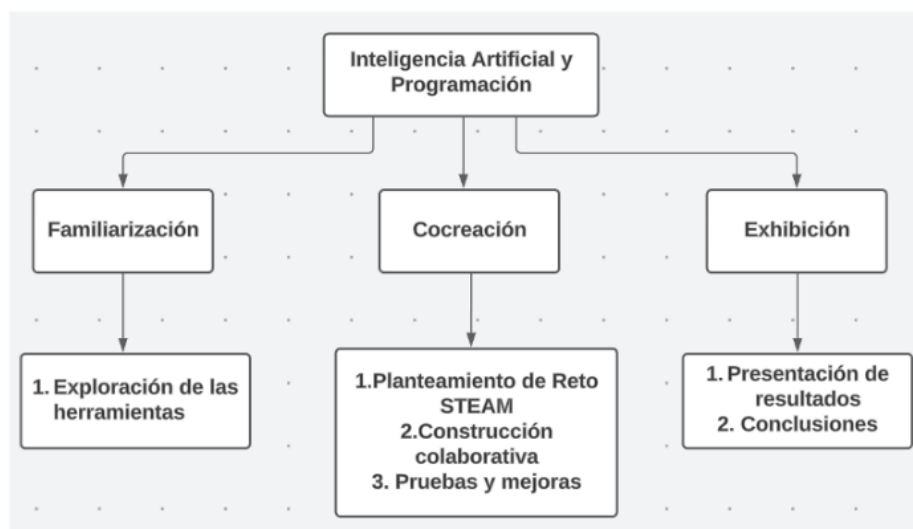 Inteligencia Artificial y
Programación
Familiarización
Cocreación
Exhibición
1. Exploración de las
herramientas
1.Planteamiento de Reto
STEAM
2.Construcción
colaborativa
3. Pruebas y mejoras
1. Presentación de
resultados
2. Conclusiones